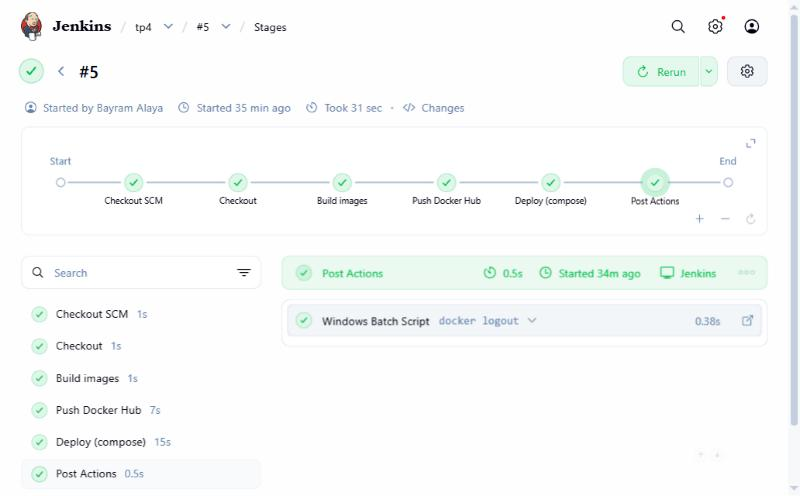 Jenkins / tp4 / #5 / Stages
#5
Rerun
Started by Bayram Alaya Started 35 min ago Took 31 sec · Changes
Start End
Checkout SCM Checkout Build images Push Docker Hub Deploy (compose) Post Actions
Search
Post Actions 0.5s Started 34m ago Jenkins
Windows Batch Script docker logout 0.38s
Checkout SCM 1s
Checkout 1s
Build images 1s
Push Docker Hub 7s
Deploy (compose) 15s
Post Actions 0.5s